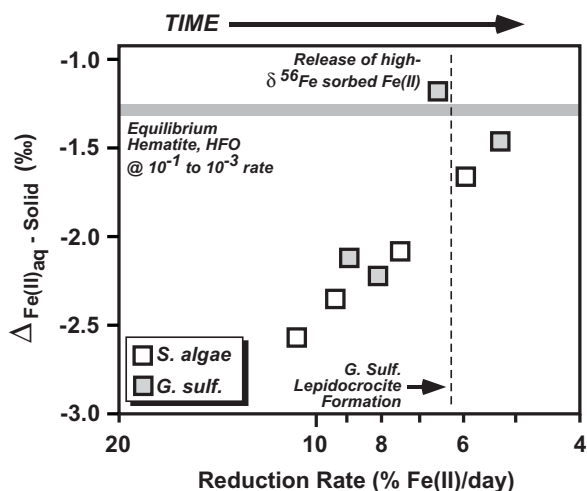 TIME
-1.0
-1.5
-2.0
-2.5
-3.0
Δ Fe(II)aq - Solid (‰)
Release of high-
δ 56Fe sorbed Fe(II)
Equilibrium
Hematite, HFO
@ 10-1 to 10-3 rate
S. algae
G. sulf.
G. Sulf.
Lepidocrocite
Formation
20 10 8 6 4
Reduction Rate (% Fe(II)/day)